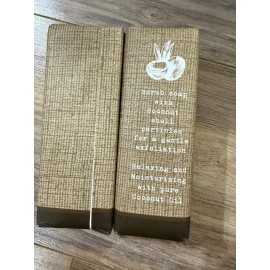 scrub soap
with
coconut
shell
particles
for a gentle
exfoliation
Relaxing and
Moisturising
with pure
Coconut Oil